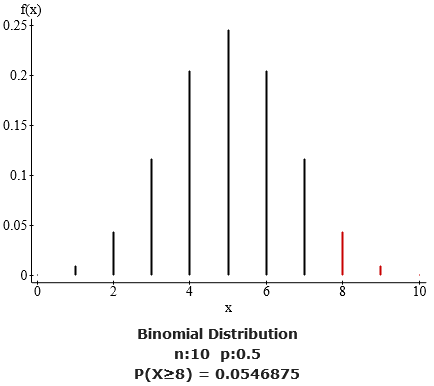 f(x)
0.25
0.2
0.15
0.1
0.05
0
0 2 4 6 8 10
x
Binomial Distribution
n:10 p:0.5
P(X≥8) = 0.0546875